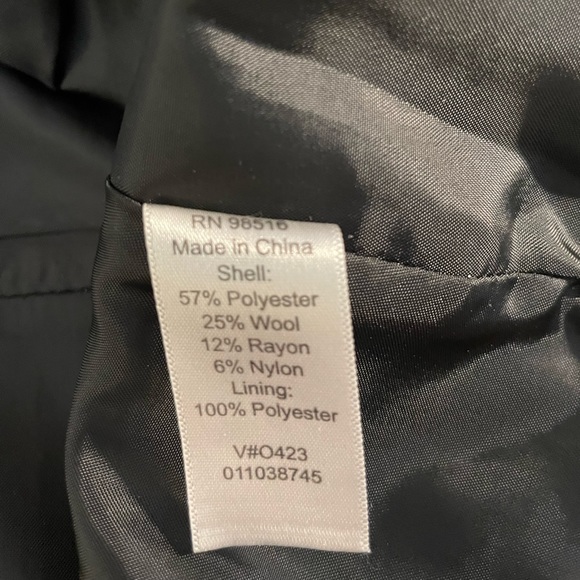 RN 98516
Made in China
Shell:
57% Polyester
25% Wool
12% Rayon
6% Nylon
Lining:
100% Polyester
V#O423
011038745